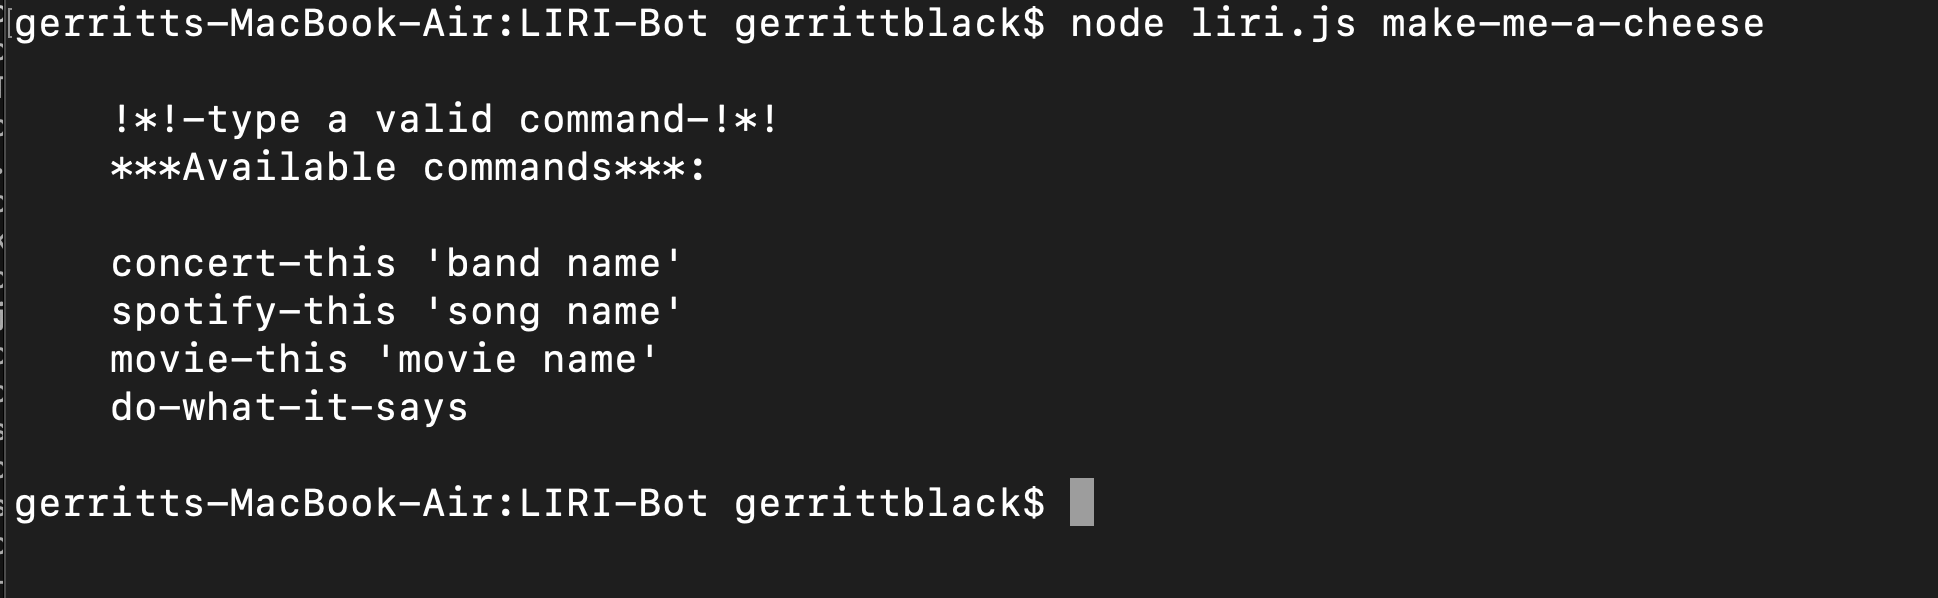 gerritts-MacBook-Air:LIRI-Bot gerrittblack$ node liri.js make-me-a-cheese
!*!-type a valid command-!*!
***Available commands***:
concert-this 'band name'
spotify-this 'song name'
movie-this 'movie name'
do-what-it-says
gerritts-MacBook-Air:LIRI-Bot gerrittblack$